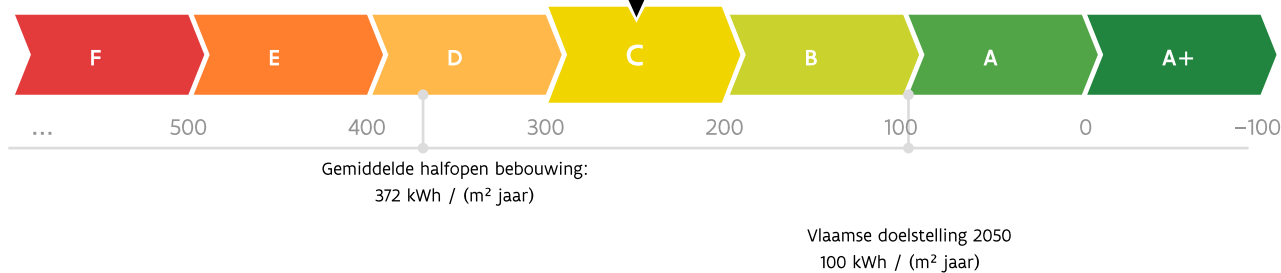 F E D C B A A+
... 500 400 300 200 100 0 −100
Gemiddelde halfopen bebouwing:
372 kWh / (m² jaar)
Vlaamse doelstelling 2050
100 kWh / (m² jaar)